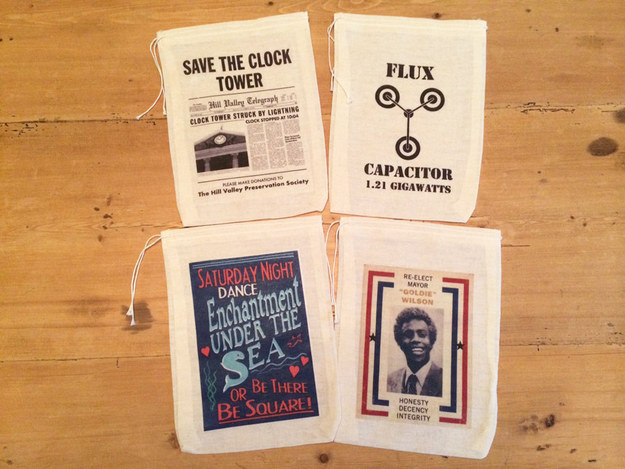 SAVE THE CLOCK
TOWER
Hill Valley Telegraph
CLOCK TOWER STRUCK BY LIGHTNING
CLOCK STOPPED AT 10:04
PLEASE MAKE DONATIONS TO
The Hill Valley Preservation Society
FLUX
CAPACITOR
1.21 GIGAWATTS
SATURDAY NIGHT
DANCE
Enchantment
UNDER THE
SEA
OR BE THERE
BE SQUARE!
RE-ELECT
MAYOR
"GOLDIE"
WILSON
HONESTY
DECENCY
INTEGRITY